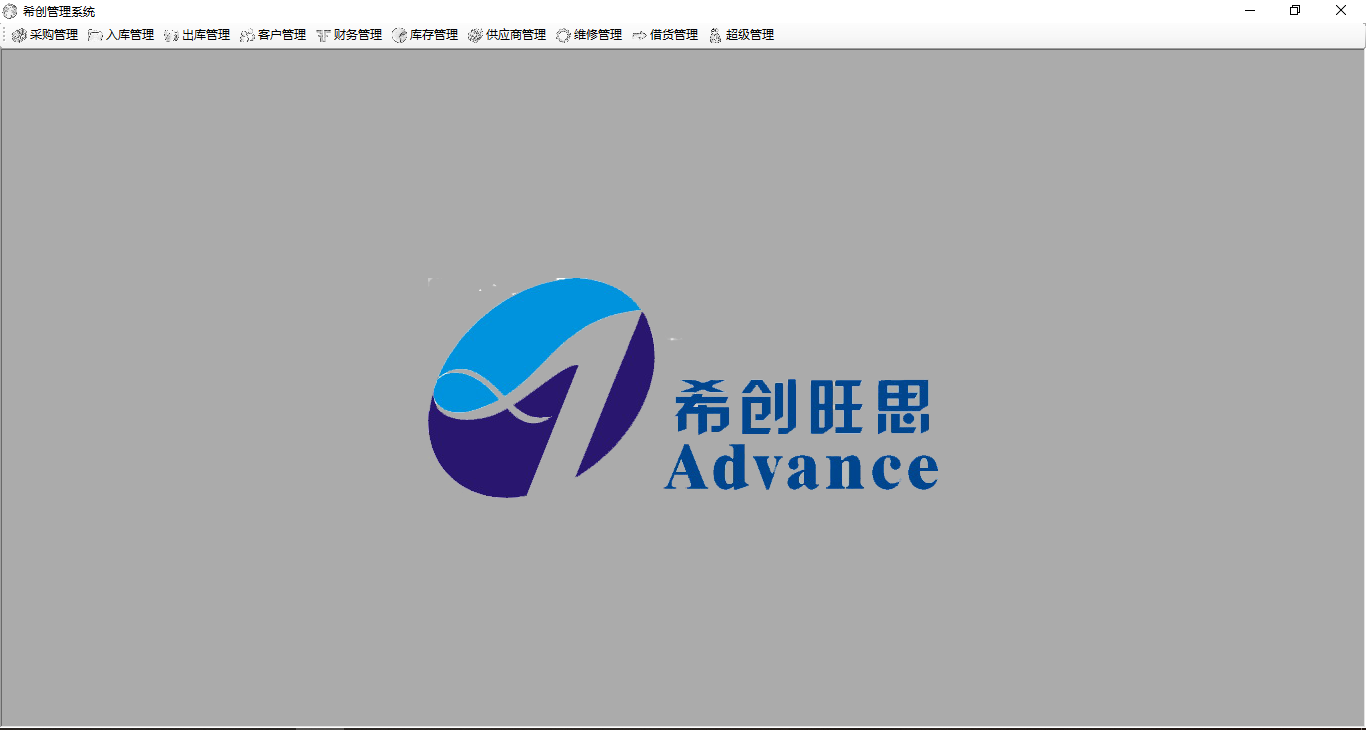 希创管理系统
采购管理 入库管理 出库管理 客户管理 财务管理 库存管理 供应商管理 维修管理 借货管理 超级管理
希创旺思
Advance